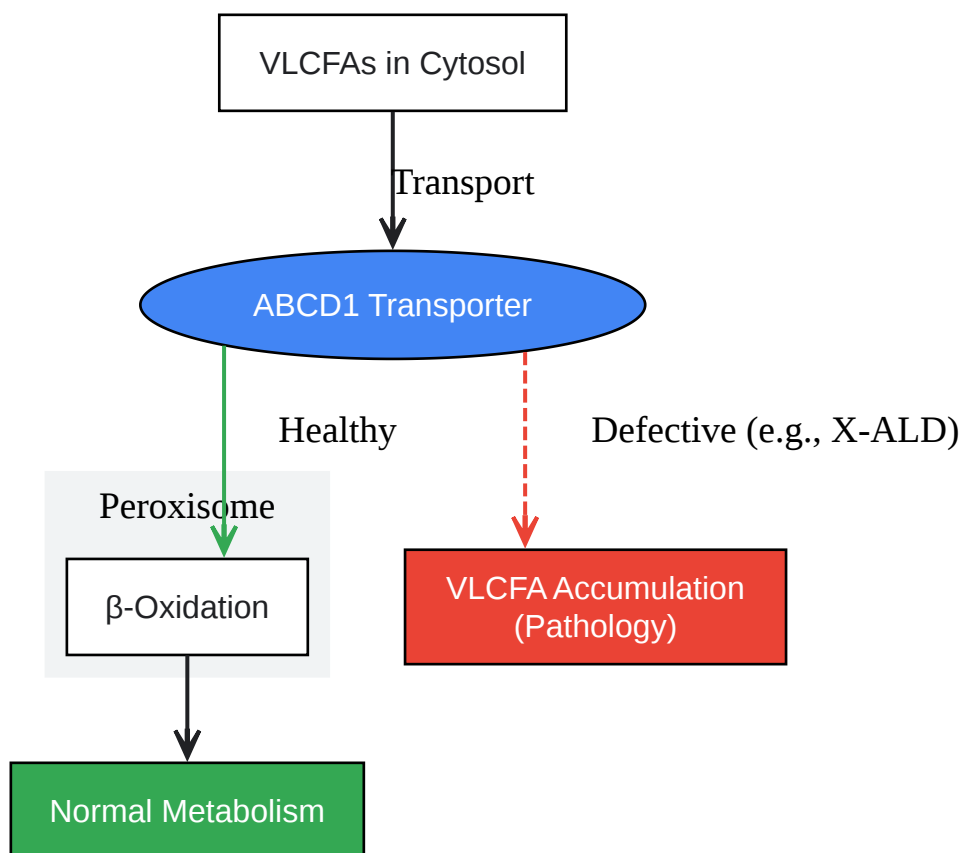 VLCFAs in Cytosol
Transport
ABCD1 Transporter
Healthy
Defective (e.g., X-ALD)
Peroxisome
β-Oxidation
VLCFA Accumulation
(Pathology)
Normal Metabolism